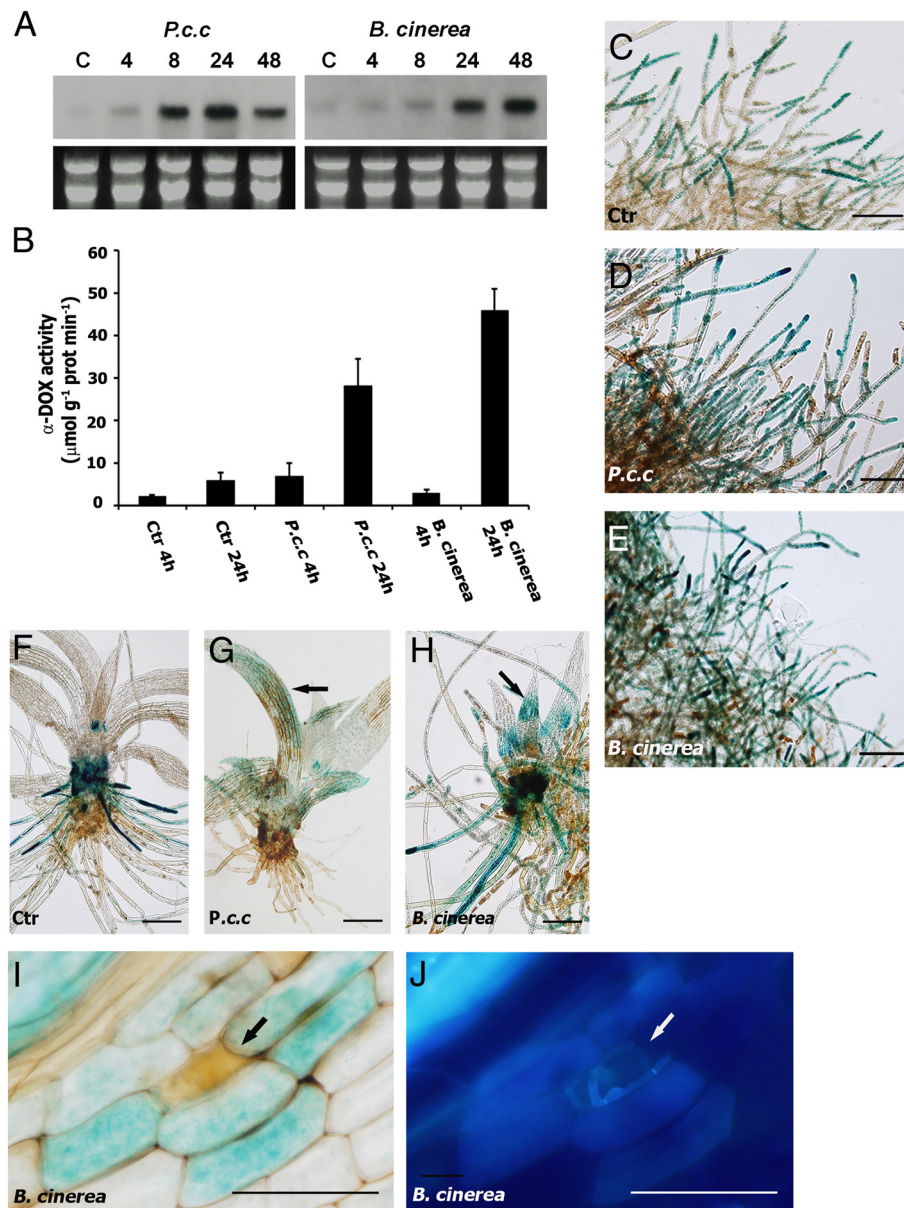 A
P.c.c
B. cinerea
C 4 8 24 48
C 4 8 24 48
B
α-DOX activity
(μmol g⁻¹ prot min⁻¹)
60
50
40
30
20
10
0
Ctr 4h
Ctr 24h
P.c.c 4h
P.c.c 24h
B. cinerea
4h
B. cinerea
24h
C
Ctr
D
P.c.c
E
B. cinerea
F
Ctr
G
P.c.c
H
B. cinerea
I
B. cinerea
J
B. cinerea